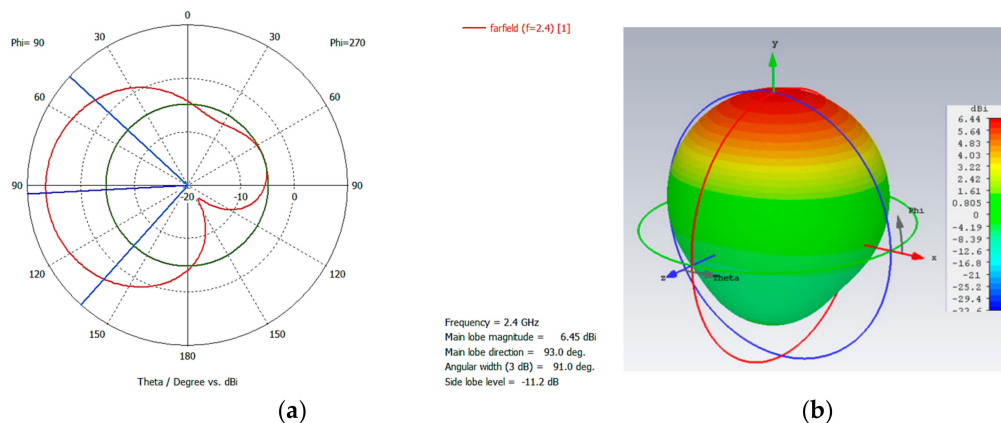 0
Phi= 90
30
30
Phi=270
60
60
90
-20
-10
0
90
120
120
150
150
180
Theta / Degree vs. dBi
farfield (f=2.4) [1]
Frequency = 2.4 GHz
Main lobe magnitude = 6.45 dBi
Main lobe direction = 93.0 deg.
Angular width (3 dB) = 91.0 deg.
Side lobe level = -11.2 dB
(a)
y
Phi
x
z
Theta
dBi
6.44
5.64
4.83
4.03
3.22
2.42
1.61
0.805
0
-4.19
-8.39
-12.6
-16.8
-21
-25.2
-29.4
(b)